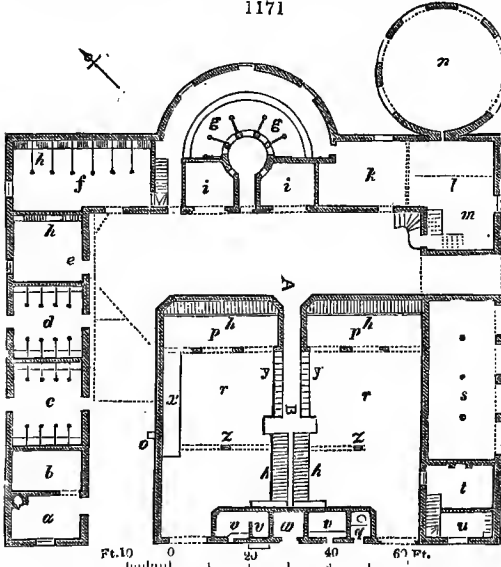 1171
n
g g
h
f
i i
k
l
m
h
e
A
d
p h p h
y y
r r
s
c
x
B
o
z z
b
h h
t
a
v v w v q
u
Ft.10 0 20 40 60 Ft.